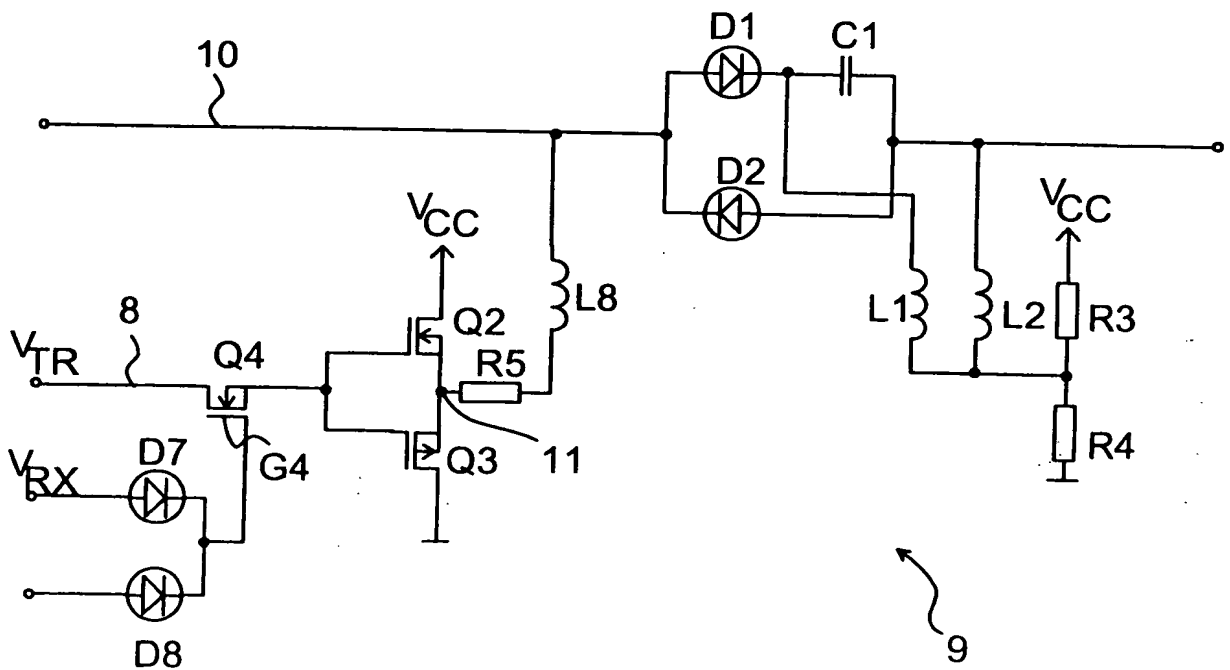 D1
C1
10
D2
VCC
VCC
L8
L1
L2
R3
8
Q2
VTR
Q4
R5
11
R4
D7
G4
Q3
VRX
D8
9